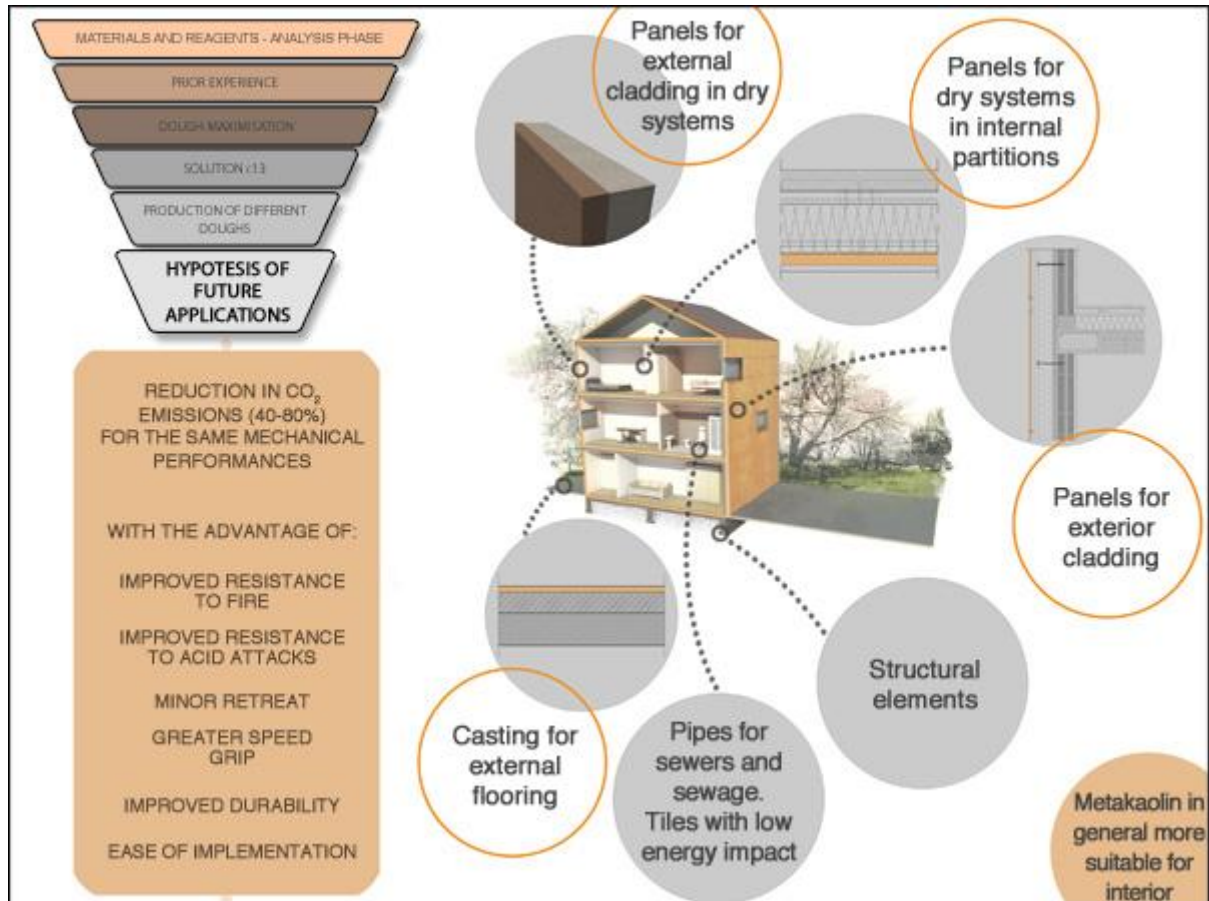 MATERIALS AND REAGENTS - ANALYSIS PHASE
PRIOR EXPERIENCE
DOUGH MAXIMISATION
SOLUTION r.13
PRODUCTION OF DIFFERENT
DOUGHS
HYPOTESIS OF
FUTURE
APPLICATIONS
REDUCTION IN CO₂
EMISSIONS (40-80%)
FOR THE SAME MECHANICAL
PERFORMANCES
WITH THE ADVANTAGE OF:
IMPROVED RESISTANCE
TO FIRE
IMPROVED RESISTANCE
TO ACID ATTACKS
MINOR RETREAT
GREATER SPEED
GRIP
IMPROVED DURABILITY
EASE OF IMPLEMENTATION
Panels for
external
cladding in dry
systems
Panels for
dry systems
in internal
partitions
Panels for
exterior
cladding
Structural
elements
Pipes for
sewers and
sewage.
Tiles with low
energy impact
Casting for
external
flooring
Metakaolin in
general more
suitable for
interior